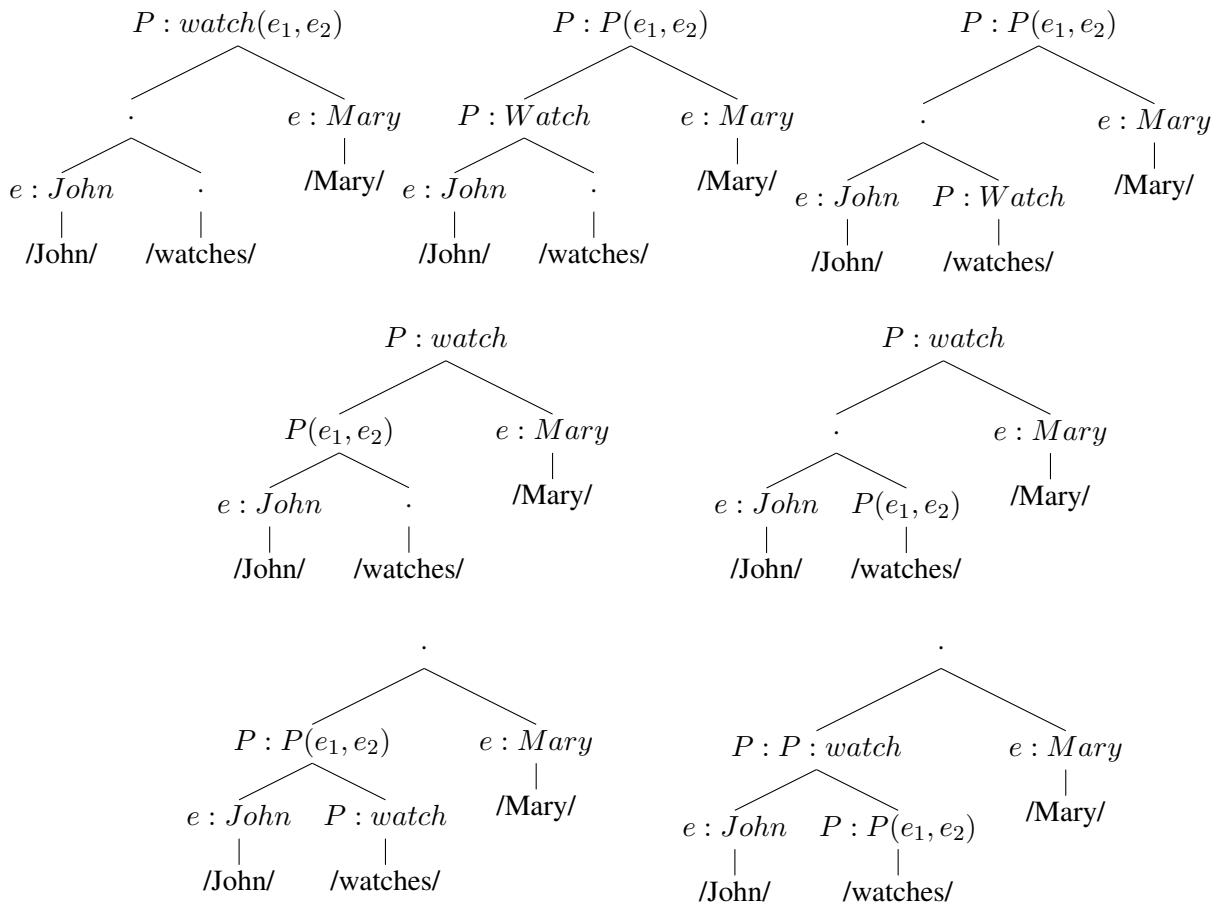 P : watch(e₁, e₂) P : P(e₁, e₂) P : P(e₁, e₂)
· e : Mary P : Watch e : Mary · e : Mary
e : John · /Mary/ e : John · /Mary/ e : John P : Watch /Mary/
/John/ /watches/ /John/ /watches/ /John/ /watches/
P : watch P : watch
P(e₁, e₂) e : Mary · e : Mary
e : John · /Mary/ e : John P(e₁, e₂) /Mary/
/John/ /watches/ /John/ /watches/
· ·
P : P(e₁, e₂) e : Mary P : P : watch e : Mary
e : John P : watch /Mary/ e : John P : P(e₁, e₂) /Mary/
/John/ /watches/ /John/ /watches/